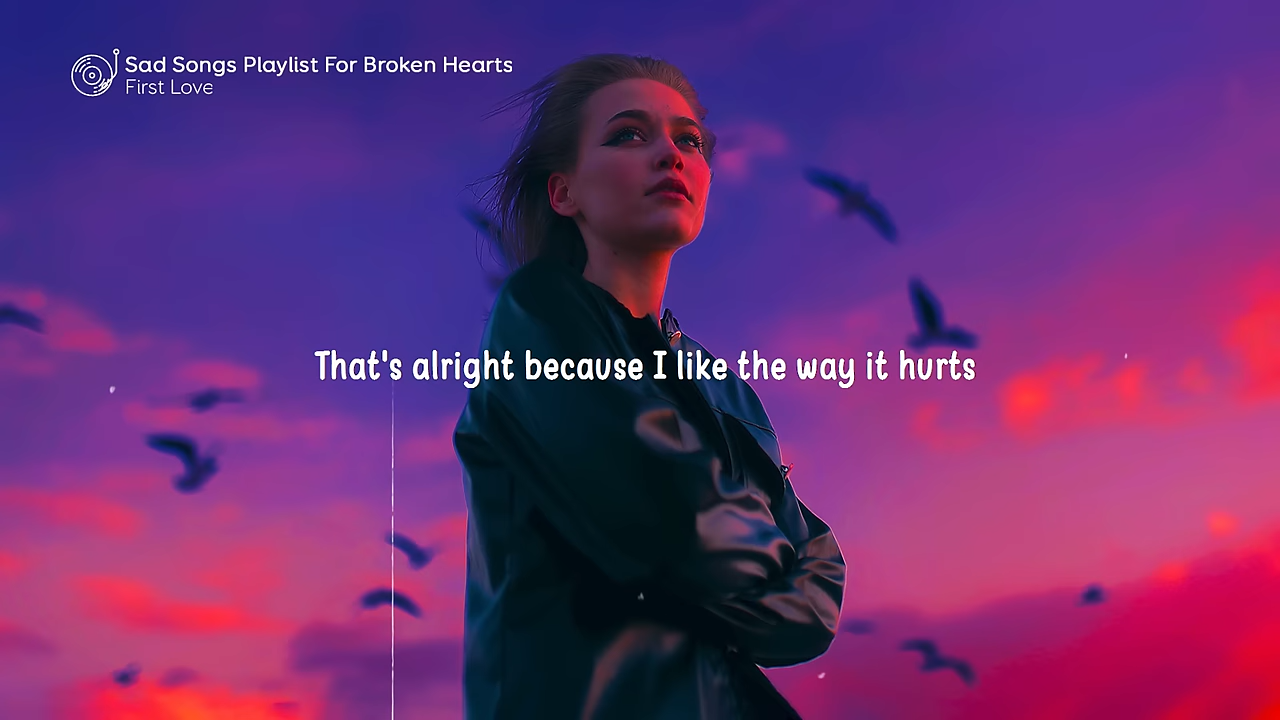 Sad Songs Playlist For Broken Hearts
First Love
That's alright because I like the way it hurts